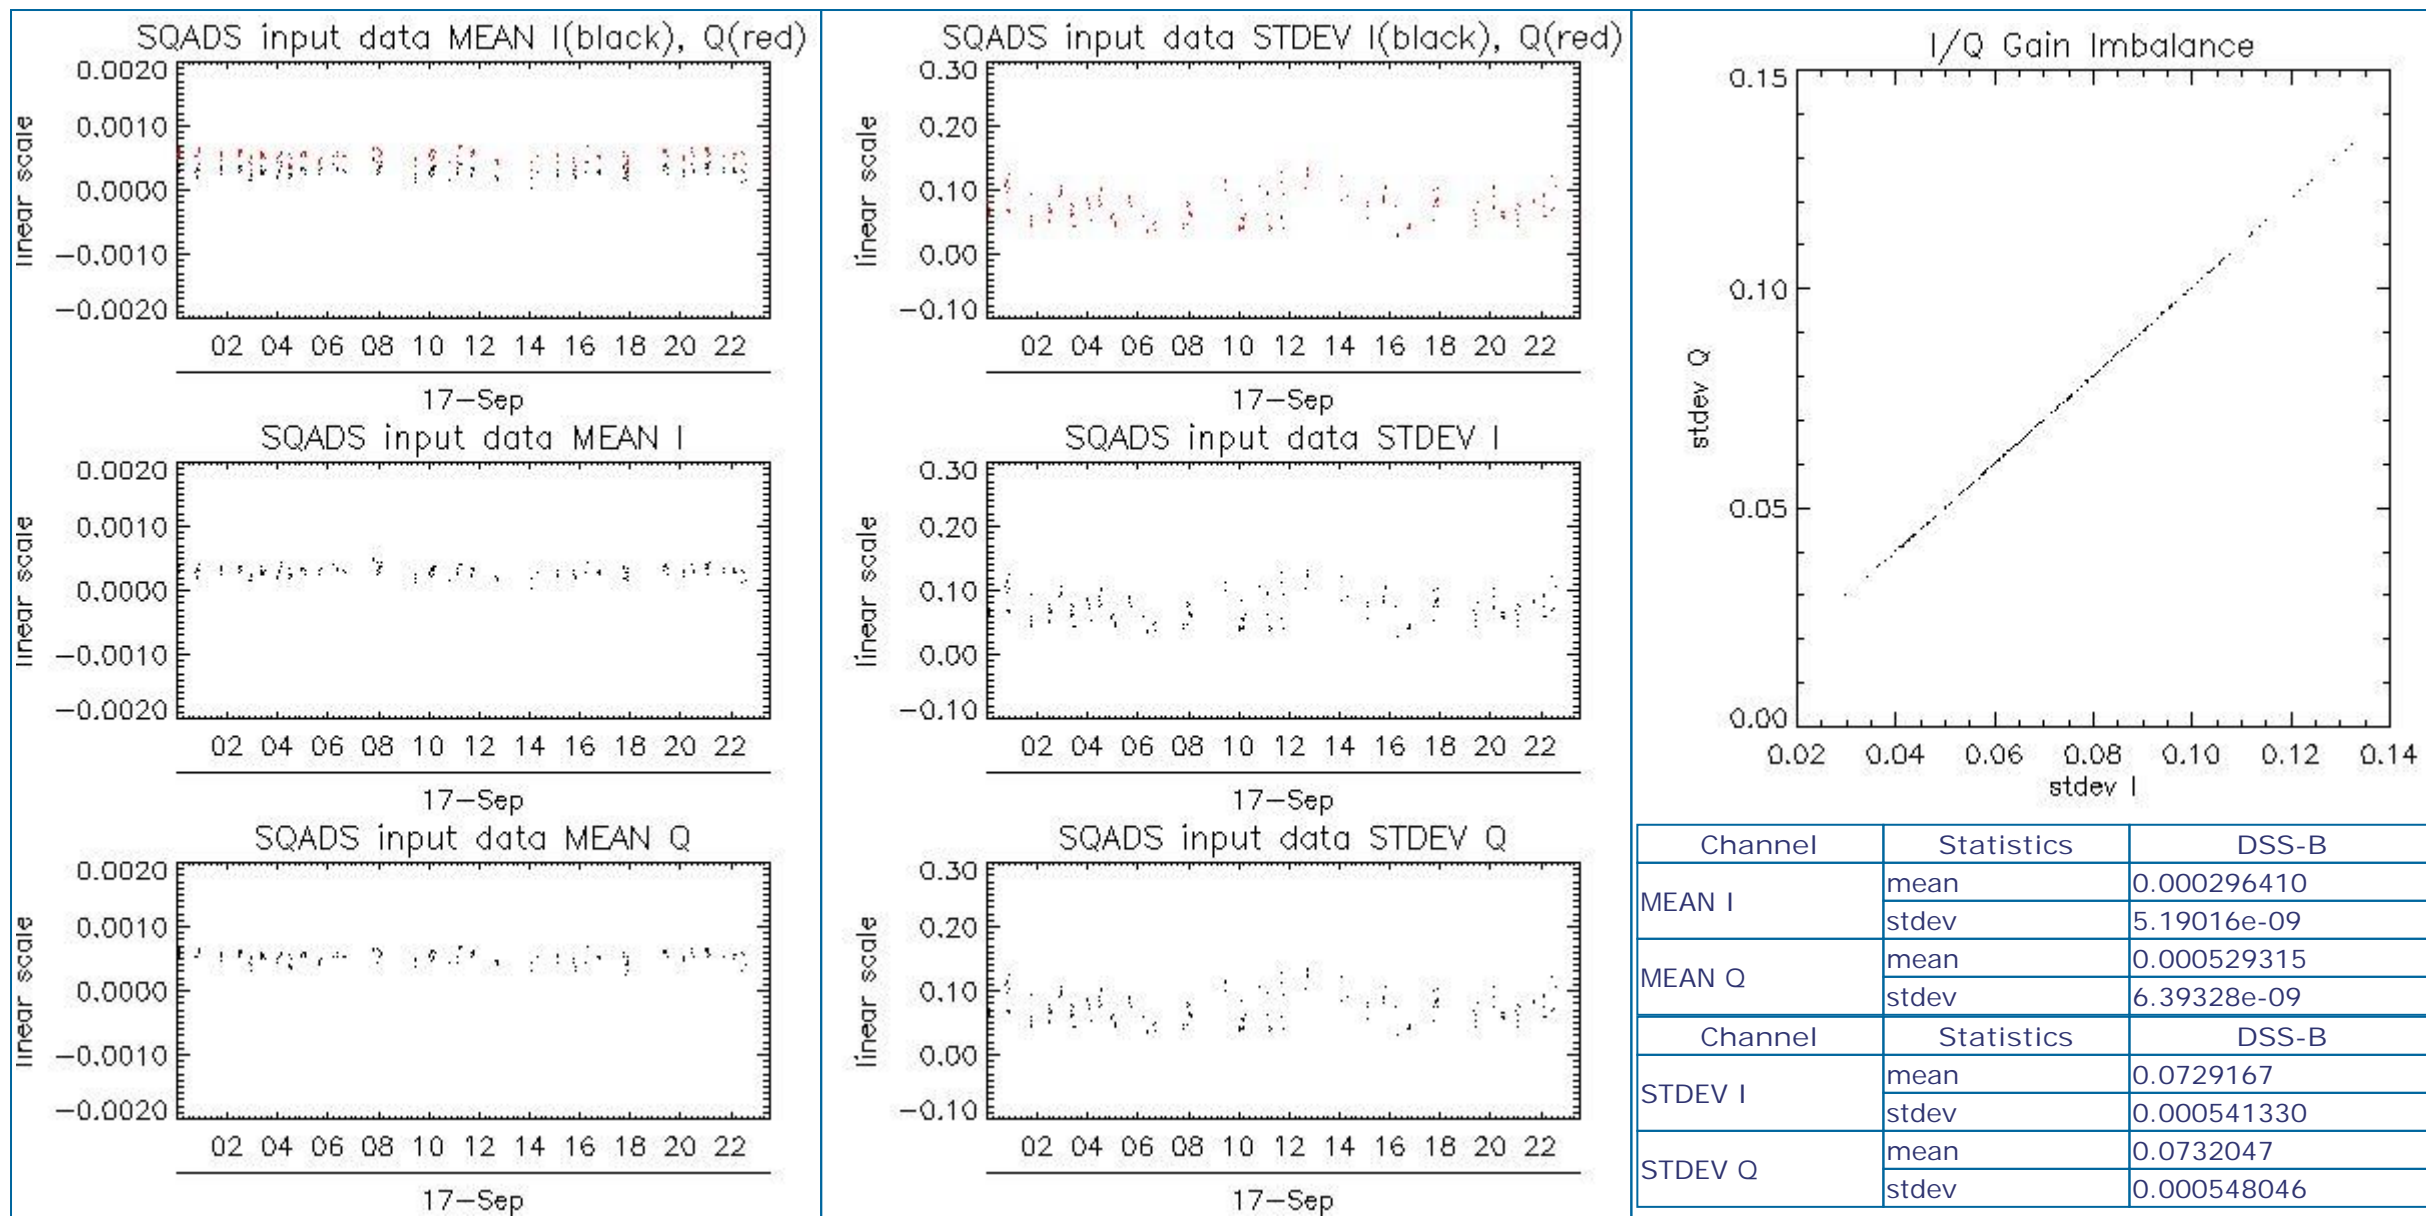 SQADS input data MEAN I(black), Q(red)
0.0020
0.0010
0.0000
-0.0010
-0.0020
linear scale
02 04 06 08 10 12 14 16 18 20 22
17-Sep
SQADS input data MEAN I
0.0020
0.0010
0.0000
-0.0010
-0.0020
linear scale
02 04 06 08 10 12 14 16 18 20 22
17-Sep
SQADS input data MEAN Q
0.0020
0.0010
0.0000
-0.0010
-0.0020
linear scale
02 04 06 08 10 12 14 16 18 20 22
17-Sep
SQADS input data STDEV I(black), Q(red)
0.30
0.20
0.10
0.00
-0.10
linear scale
02 04 06 08 10 12 14 16 18 20 22
17-Sep
SQADS input data STDEV I
0.30
0.20
0.10
0.00
-0.10
linear scale
02 04 06 08 10 12 14 16 18 20 22
17-Sep
SQADS input data STDEV Q
0.30
0.20
0.10
0.00
-0.10
linear scale
02 04 06 08 10 12 14 16 18 20 22
17-Sep
I/Q Gain Imbalance
0.15
0.10
0.05
0.00
stdev Q
0.02 0.04 0.06 0.08 0.10 0.12 0.14
stdev I
Channel Statistics DSS-B
MEAN I mean 0.000296410
stdev 5.19016e-09
MEAN Q mean 0.000529315
stdev 6.39328e-09
Channel Statistics DSS-B
STDEV I mean 0.0729167
stdev 0.000541330
STDEV Q mean 0.0732047
stdev 0.000548046